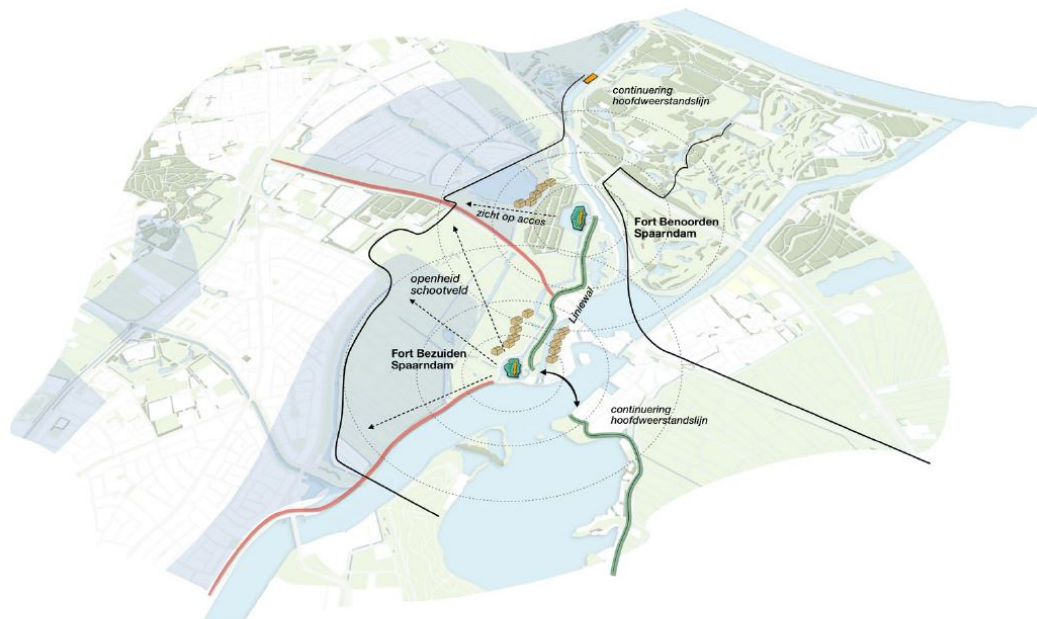 continuering
hoofdweerstandslijn
zicht op acces
Fort Benoorden
Spaarndam
openheid
schootveld
Liniewal
Fort Bezuiden
Spaarndam
continuering
hoofdweerstandslijn